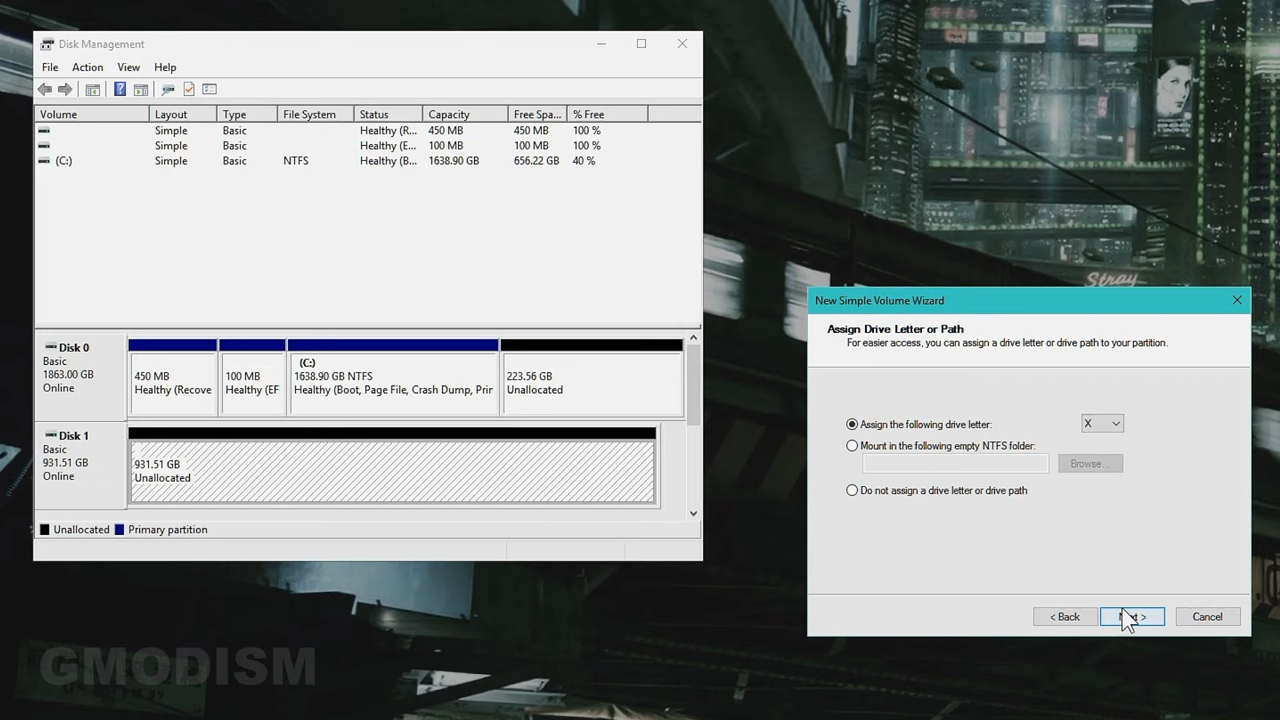 Disk Management
File Action View Help
Volume Layout Type File System Status Capacity Free Spa... % Free
Simple Basic Healthy (R... 450 MB 450 MB 100 %
Simple Basic Healthy (E... 100 MB 100 MB 100 %
(C:) Simple Basic NTFS Healthy (B... 1638.90 GB 656.22 GB 40 %
Disk 0
Basic
1863.00 GB
Online
450 MB
Healthy (Recove
100 MB
Healthy (EF
(C:)
1638.90 GB NTFS
Healthy (Boot, Page File, Crash Dump, Prir
223.56 GB
Unallocated
Disk 1
Basic
931.51 GB
Online
931.51 GB
Unallocated
Unallocated Primary partition
Stray
New Simple Volume Wizard
Assign Drive Letter or Path
For easier access, you can assign a drive letter or drive path to your partition.
Assign the following drive letter: X
Mount in the following empty NTFS folder:
Browse...
Do not assign a drive letter or drive path
< Back
Cancel
GMODISM